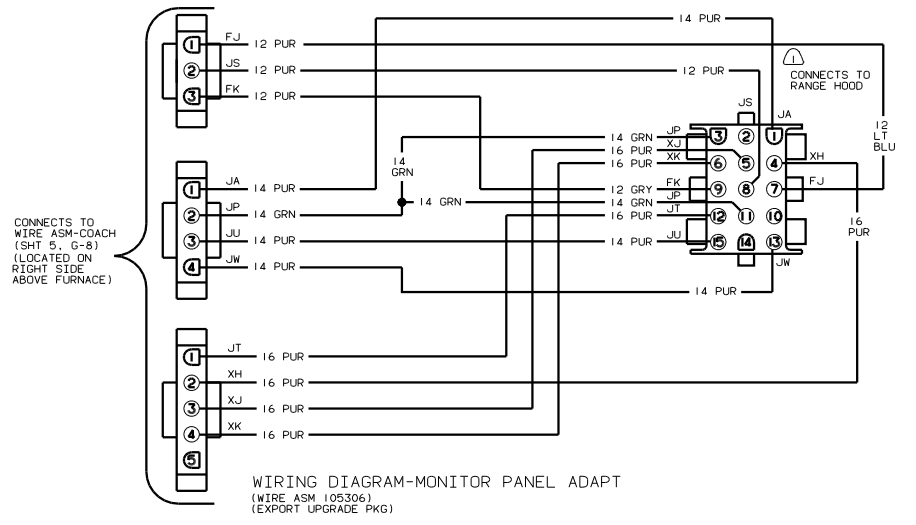 14 PUR
1
FJ
12 PUR
2
JS
12 PUR
12 PUR
3
FK
12 PUR
1
CONNECTS TO
RANGE HOOD
JS
JA
12
LT
BLU
14 GRN
JP
3
2
1
16 PUR
XJ
16 PUR
XK
6
5
4
XH
14
GRN
1
JA
14 PUR
12 GRY
FK
9
8
7
FJ
2
JP
14 GRN
14 GRN
14 GRN
JP
16 PUR
JT
12
11
10
16
PUR
3
JU
14 PUR
14 PUR
JU
15
14
13
4
JW
14 PUR
JW
14 PUR
CONNECTS TO
WIRE ASM-COACH
(SHT 5, G-8)
(LOCATED ON
RIGHT SIDE
ABOVE FURNACE)
1
JT
16 PUR
2
XH
16 PUR
3
XJ
16 PUR
4
XK
16 PUR
5
WIRING DIAGRAM-MONITOR PANEL ADAPT
(WIRE ASM 105306)
(EXPORT UPGRADE PKG)